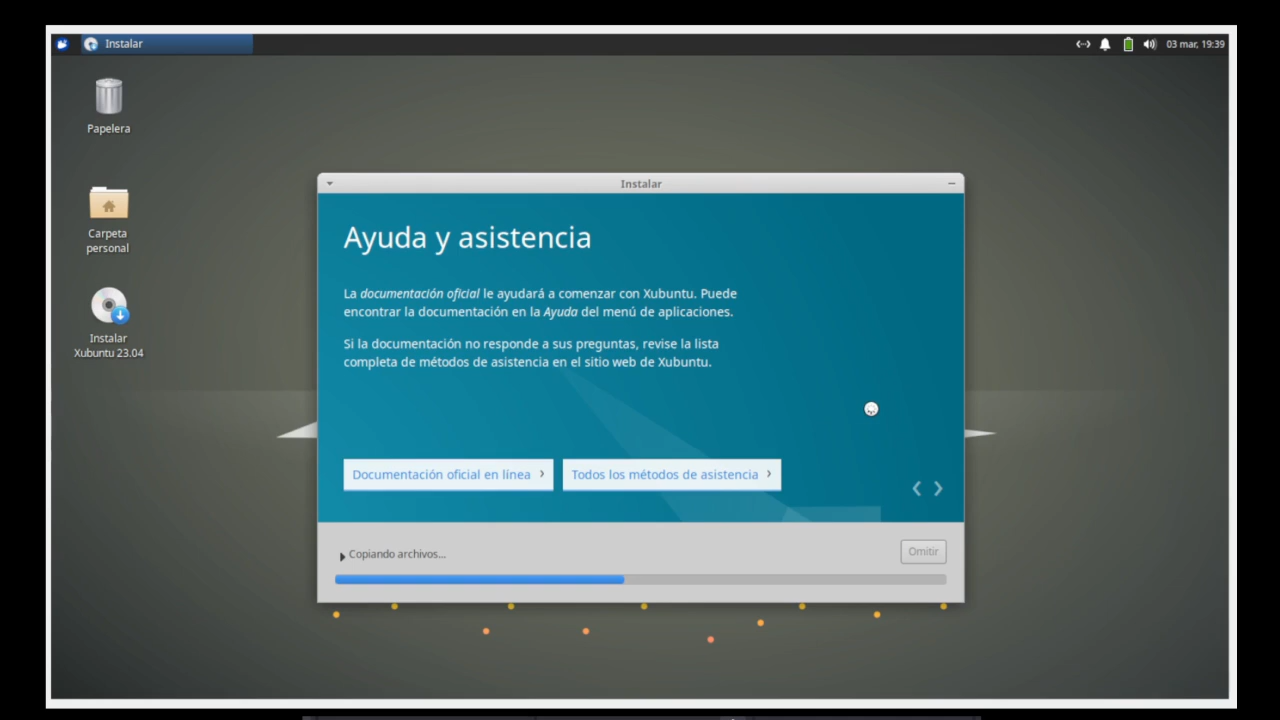 Instalar
03 mar, 19:39
Papelera
Carpeta
personal
Instalar
Xubuntu 23.04
Instalar
Ayuda y asistencia
La documentación oficial le ayudará a comenzar con Xubuntu. Puede
encontrar la documentación en la Ayuda del menú de aplicaciones.
Si la documentación no responde a sus preguntas, revise la lista
completa de métodos de asistencia en el sitio web de Xubuntu.
Documentación oficial en línea ›
Todos los métodos de asistencia ›
Copiando archivos...
Omitir